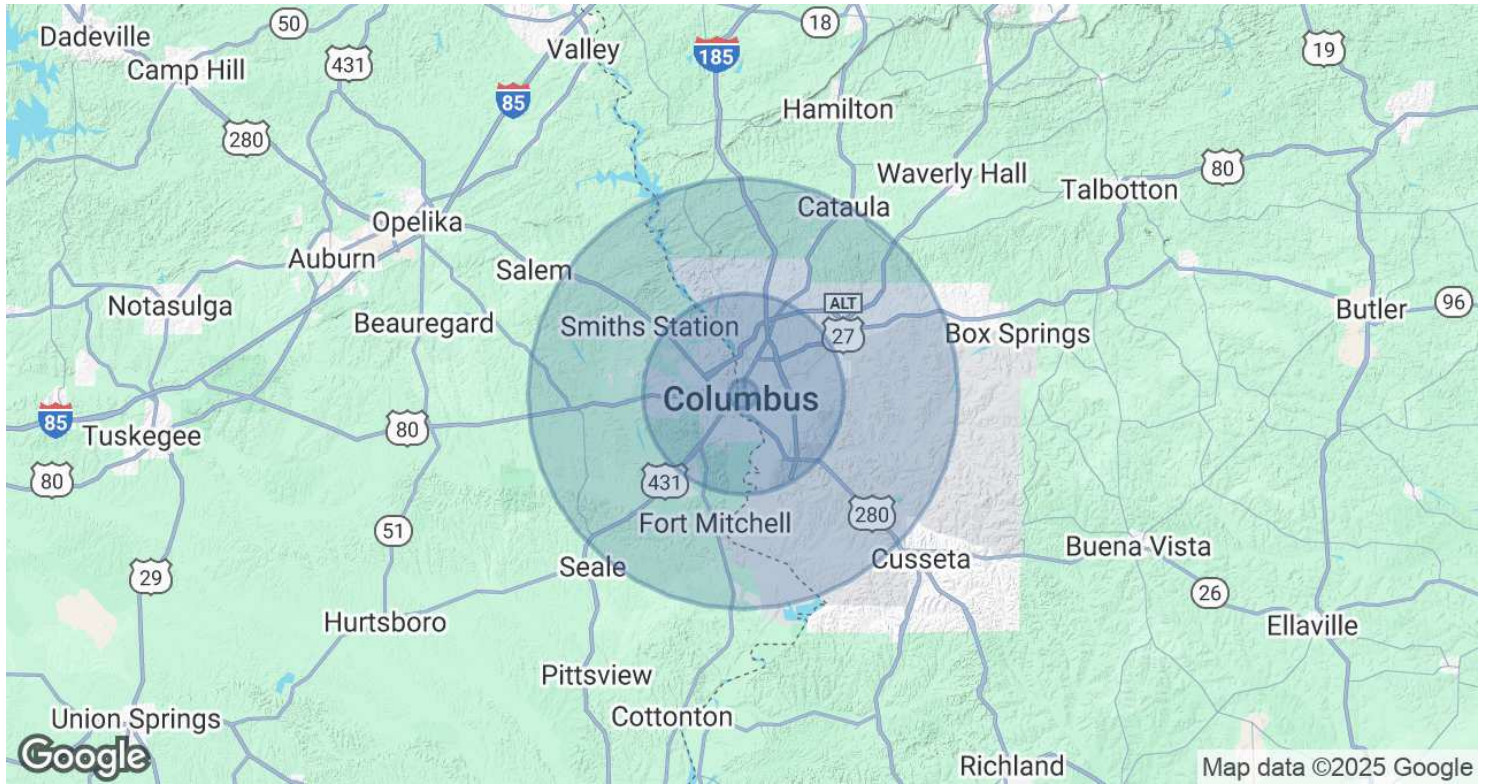 50
18
19
Dadeville
Valley
Camp Hill
431
185
85
Hamilton
280
Waverly Hall
80
Talbotton
Cataula
Opelika
Auburn
Salem
Notasulga
ALT
Butler
96
Beauregard
Smiths Station
27
Box Springs
Columbus
85
80
Tuskegee
80
431
280
51
Fort Mitchell
Buena Vista
Cusseta
Seale
29
26
Hurtsboro
Ellaville
Pittsview
Union Springs
Cottonton
Google
Richland
Map data ©2025 Google